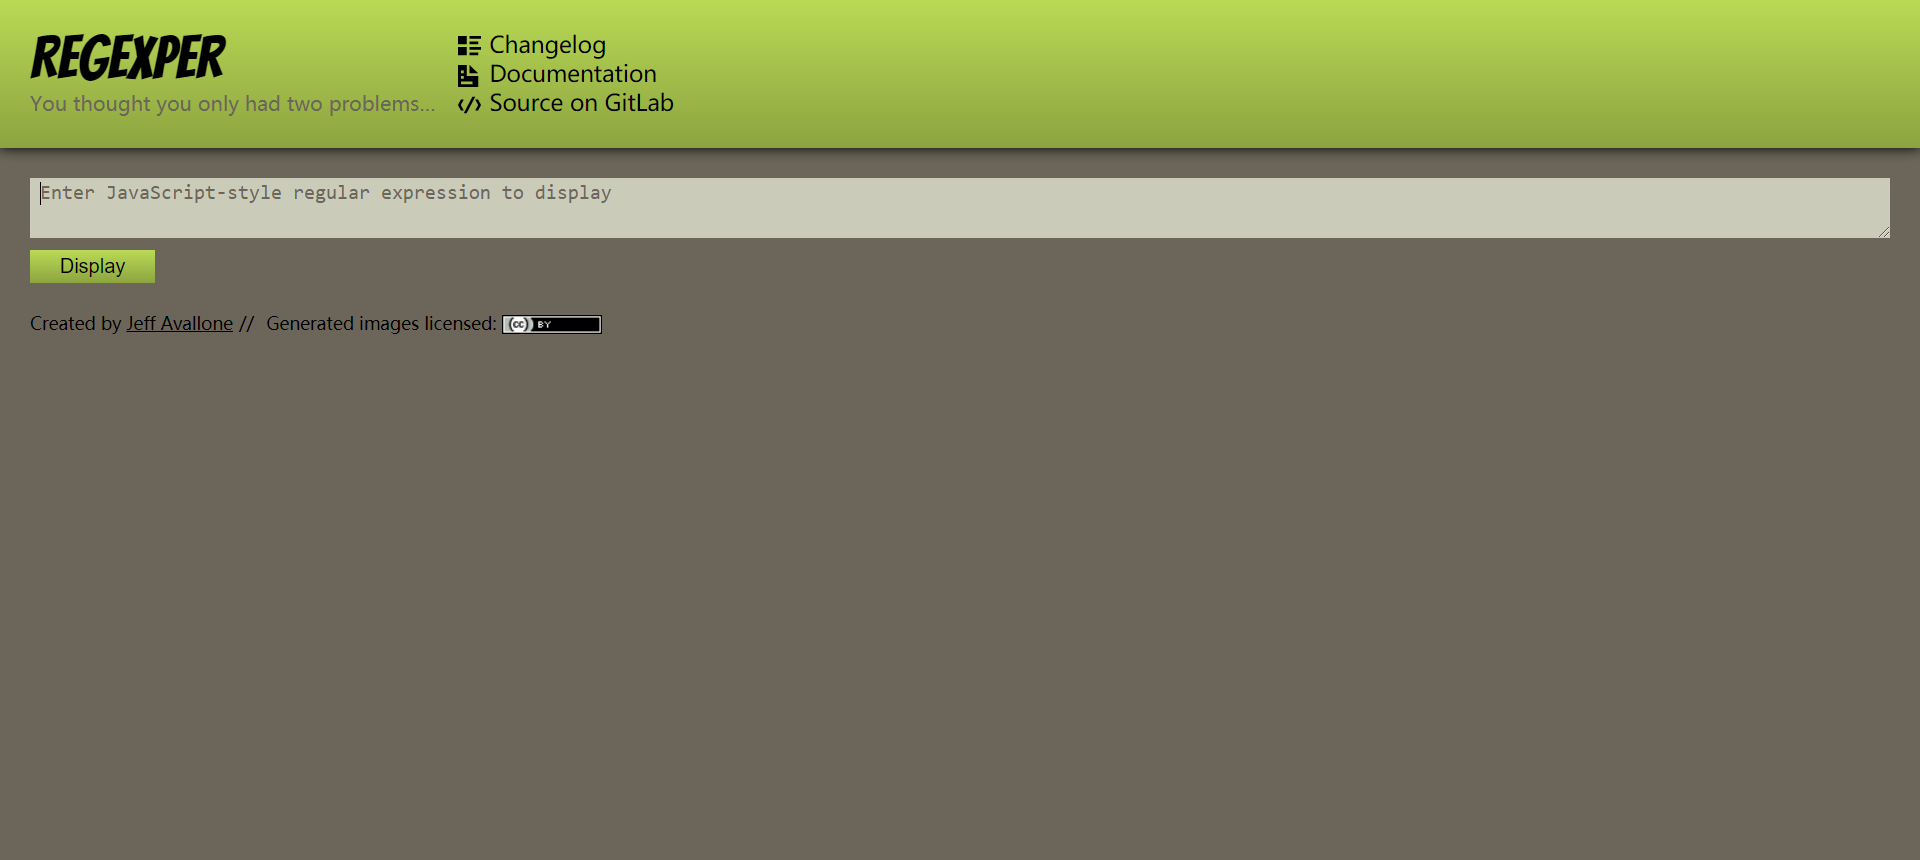 REGEXPER
You thought you only had two problems...
Changelog
Documentation
Source on GitLab
Enter JavaScript-style regular expression to display
Display
Created by Jeff Avallone // Generated images licensed: (cc) BY